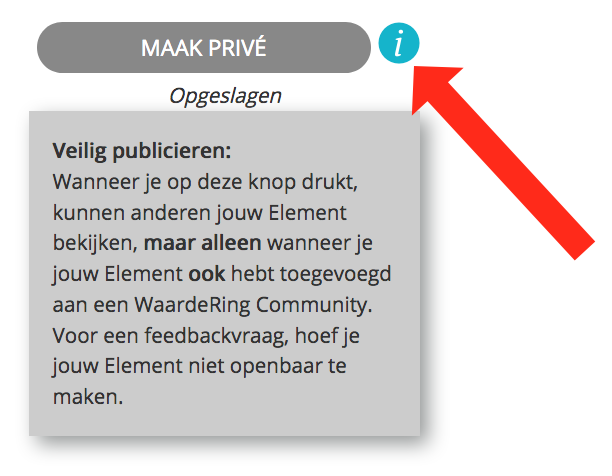 MAAK PRIVÉ
i
Opgeslagen
Veilig publicieren:
Wanneer je op deze knop drukt,
kunnen anderen jouw Element
bekijken, maar alleen wanneer je
jouw Element ook hebt toegevoegd
aan een WaardeRing Community.
Voor een feedbackvraag, hoef je
jouw Element niet openbaar te
maken.